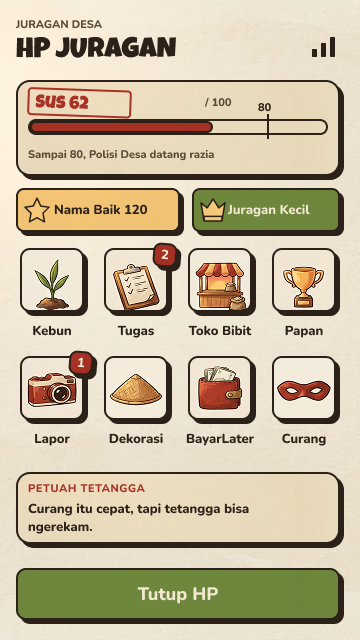 JURAGAN DESA
HP JURAGAN
SUS 62
/ 100
80
Sampai 80, Polisi Desa datang razia
Nama Baik 120
Juragan Kecil
2
Kebun
Tugas
Toko Bibit
Papan
1
Lapor
Dekorasi
BayarLater
Curang
PETUAH TETANGGA
Curang itu cepat, tapi tetangga bisa
ngerekam.
Tutup HP